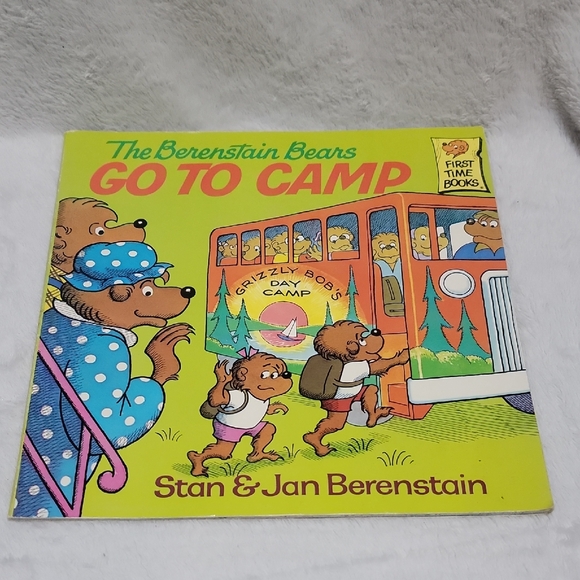 The Berenstain Bears
GO TO CAMP
FIRST
TIME
BOOKS
GRIZZLY BOB'S
DAY
CAMP
Stan & Jan Berenstain